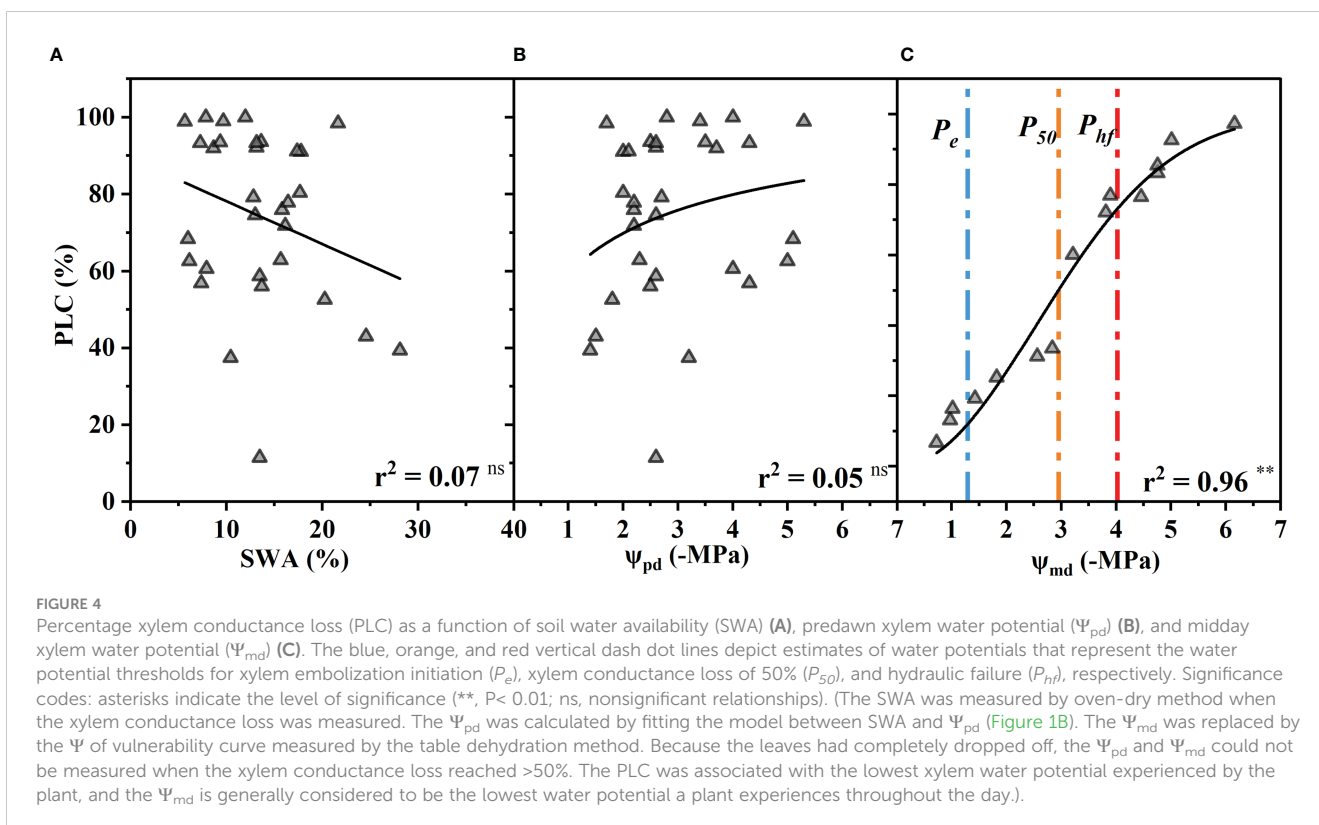 A
B
C
100
80
60
40
20
0
PLC (%)
0
10
20
30
SWA (%)
r² = 0.07 ns
40
1
2
3
4
5
6
Ψpd (-MPa)
r² = 0.05 ns
Pe
P50
Phf
7
1
2
3
4
5
6
7
Ψmd (-MPa)
r² = 0.96 **
FIGURE 4
Percentage xylem conductance loss (PLC) as a function of soil water availability (SWA) (A), predawn xylem water potential (Ψpd) (B), and midday
xylem water potential (Ψmd) (C). The blue, orange, and red vertical dash dot lines depict estimates of water potentials that represent the water
potential thresholds for xylem embolization initiation (Pe), xylem conductance loss of 50% (P50), and hydraulic failure (Phf), respectively. Significance
codes: asterisks indicate the level of significance (**, P< 0.01; ns, nonsignificant relationships). (The SWA was measured by oven-dry method when
the xylem conductance loss was measured. The Ψpd was calculated by fitting the model between SWA and Ψpd (Figure 1B). The Ψmd was replaced by
the Ψ of vulnerability curve measured by the table dehydration method. Because the leaves had completely dropped off, the Ψpd and Ψmd could not
be measured when the xylem conductance loss reached >50%. The PLC was associated with the lowest xylem water potential experienced by the
plant, and the Ψmd is generally considered to be the lowest water potential a plant experiences throughout the day.).